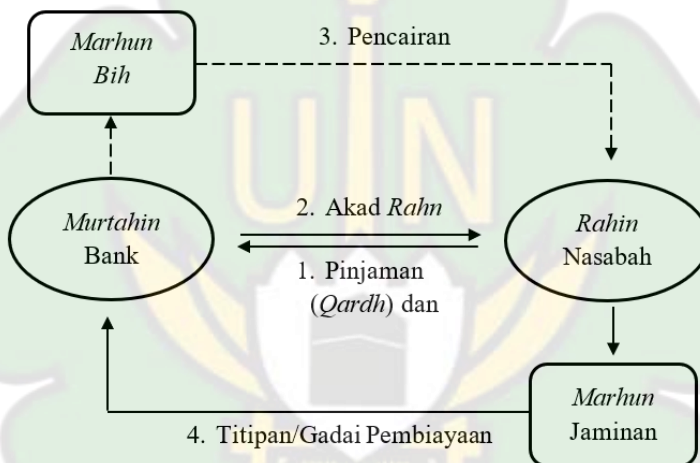 Marhun
Bih
3. Pencairan
UIN
Murtahin
Bank
2. Akad Rahn
1. Pinjaman
(Qardh) dan
Rahin
Nasabah
Marhun
Jaminan
4. Titipan/Gadai Pembiayaan